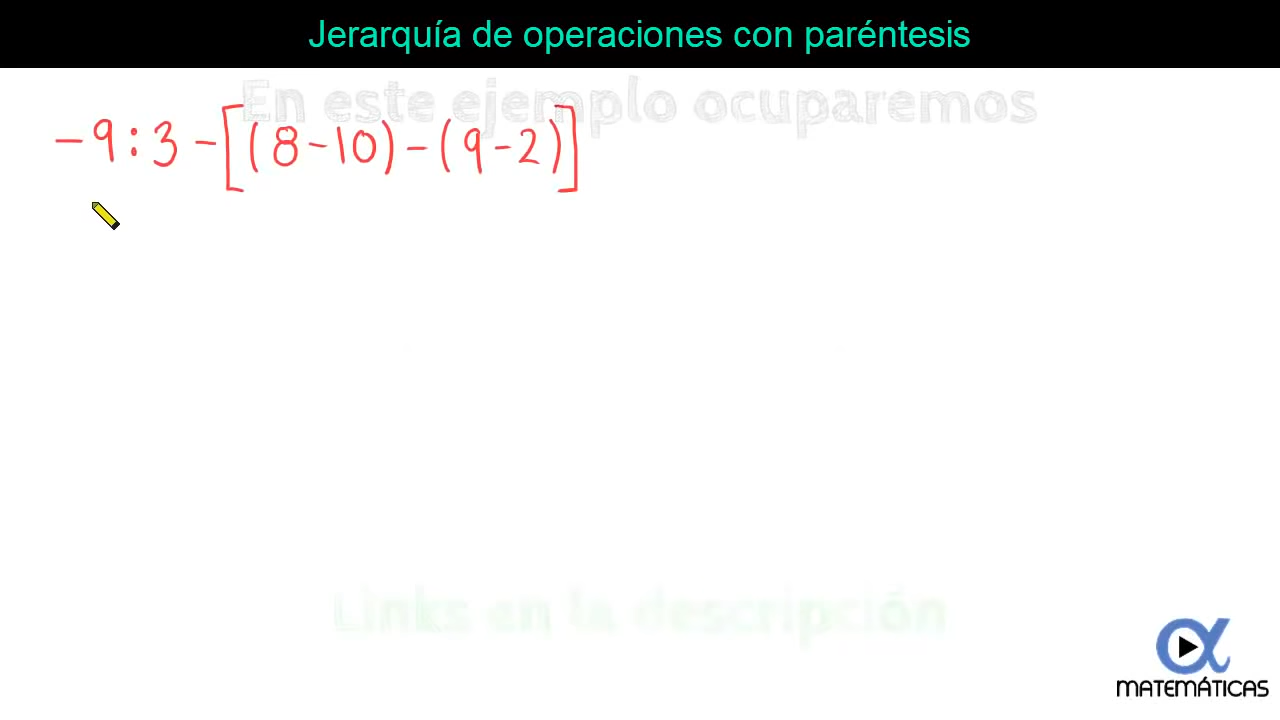 Jerarquía de operaciones con paréntesis
En este ejemplo ocuparemos
-9:3-[(8-10)-(9-2)]
Links en la descripción
MATEMÁTICAS